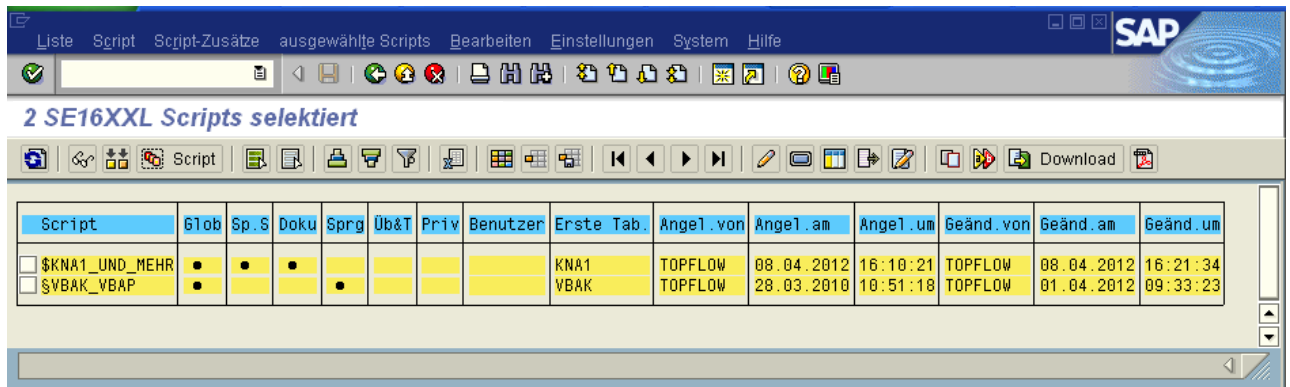 Liste Script Script-Zusätze ausgewählte Scripts Bearbeiten Einstellungen System Hilfe
SAP
2 SE16XXL Scripts selektiert
Script Download
Script Glob Sp.S Doku Sprg Üb&T Priv Benutzer Erste Tab. Angel.von Angel.am Angel.um Geänd.von Geänd.am Geänd.um
$KNA1_UND_MEHR ● ● ● KNA1 TOPFLOW 08.04.2012 16:10:21 TOPFLOW 08.04.2012 16:21:34
§VBAK_VBAP ● ● VBAK TOPFLOW 28.03.2010 10:51:18 TOPFLOW 01.04.2012 09:33:23